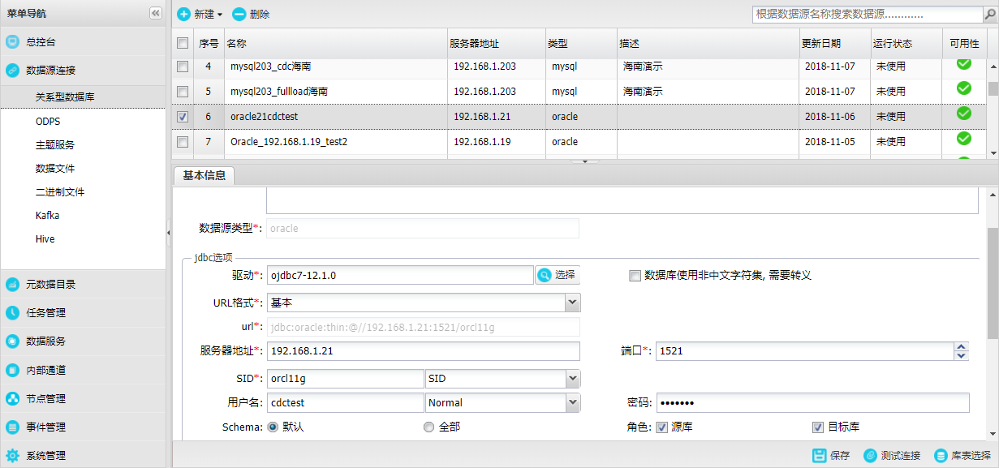 菜单导航
总控台
数据源连接
关系型数据库
ODPS
主题服务
数据文件
二进制文件
Kafka
Hive
元数据目录
任务管理
数据服务
内部通道
节点管理
事件管理
系统管理
新建 删除 根据数据源名称搜索数据源............
序号 名称 服务器地址 类型 描述 更新日期 运行状态 可用性
4 mysql203_cdc海南 192.168.1.203 mysql 海南演示 2018-11-07 未使用
5 mysql203_fullload海南 192.168.1.203 mysql 海南演示 2018-11-07 未使用
6 oracle21cdctest 192.168.1.21 oracle 2018-11-06 未使用
7 Oracle_192.168.1.19_test2 192.168.1.19 oracle 2018-11-05 未使用
基本信息
数据源类型*: oracle
jdbc选项
驱动*: ojdbc7-12.1.0 选择 数据库使用非中文字符集, 需要转义
URL格式*: 基本
url*: jdbc:oracle:thin:@//192.168.1.21:1521/orcl11g
服务器地址*: 192.168.1.21 端口*: 1521
SID*: orcl11g SID
用户名: cdctest Normal 密码: •••••••
Schema: 默认 全部 角色: 源库 目标库
保存 测试连接 库表选择